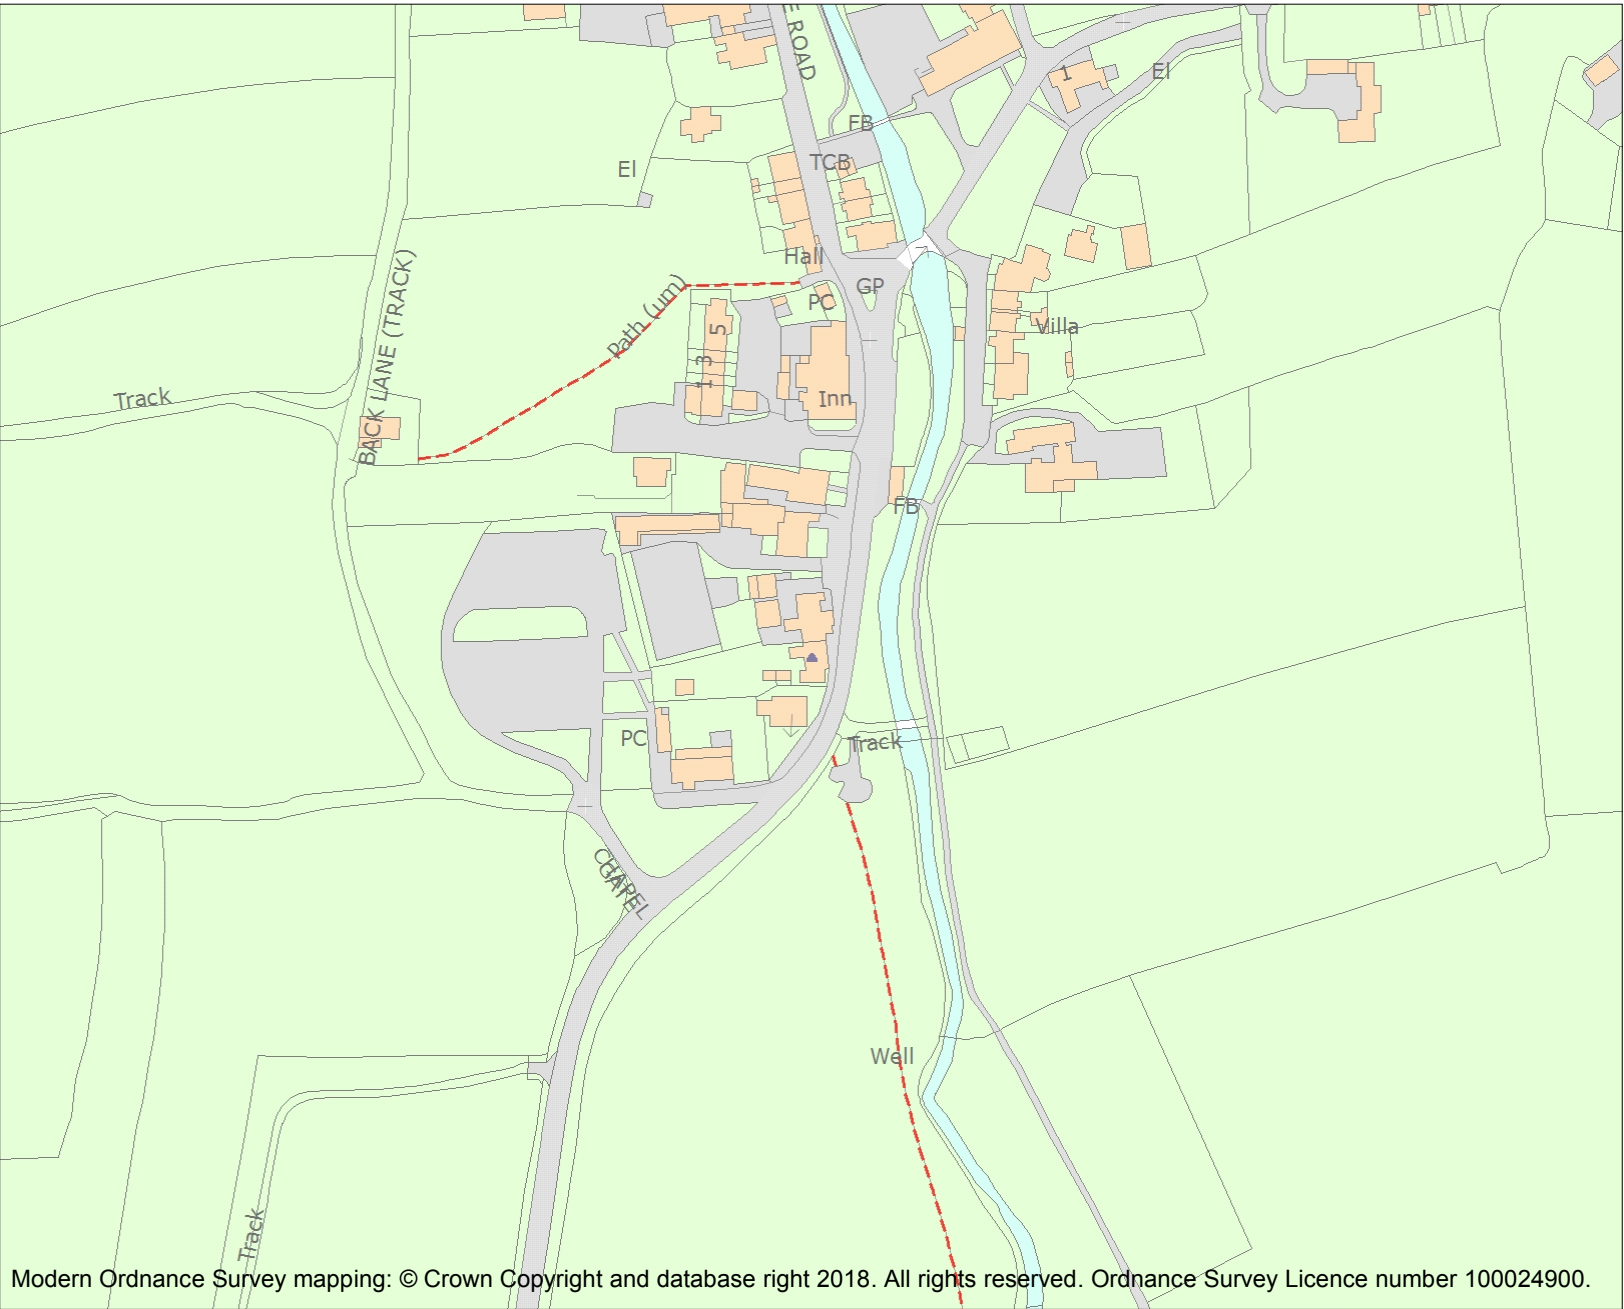 E ROAD
1
El
FB
TCB
El
Hall
GP
PC
Path (um)
Villa
5
3
1
BACK LANE (TRACK)
Track
Inn
FB
PC
Track
CHAPEL
GATE
Well
Track
Modern Ordnance Survey mapping: © Crown Copyright and database right 2018. All rights reserved. Ordnance Survey Licence number 100024900.